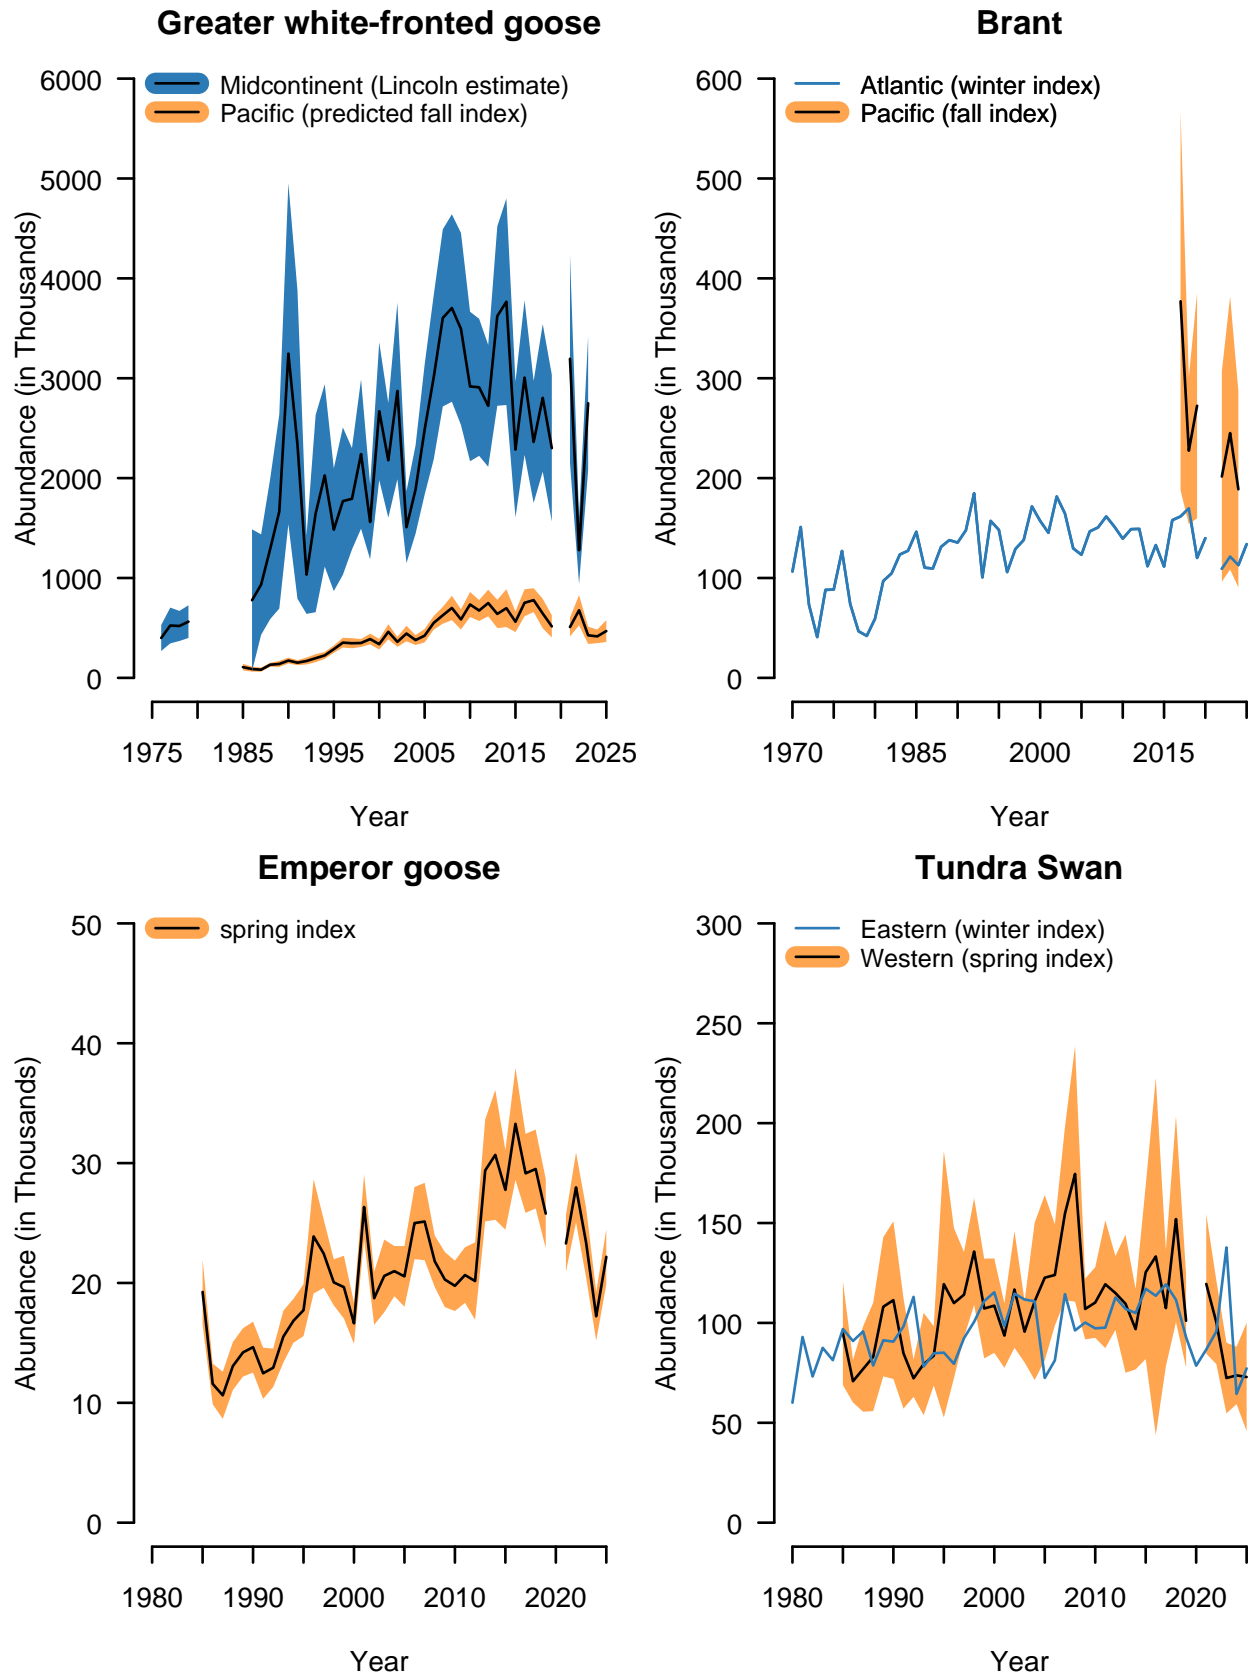 Greater white-fronted goose
Midcontinent (Lincoln estimate)
Pacific (predicted fall index)
6000
5000
4000
3000
2000
1000
0
Abundance (in Thousands)
1975 1985 1995 2005 2015 2025
Year
Brant
Atlantic (winter index)
Pacific (fall index)
600
500
400
300
200
100
0
Abundance (in Thousands)
1970 1985 2000 2015
Year
Emperor goose
spring index
50
40
30
20
10
0
Abundance (in Thousands)
1980 1990 2000 2010 2020
Year
Tundra Swan
Eastern (winter index)
Western (spring index)
300
250
200
150
100
50
0
Abundance (in Thousands)
1980 1990 2000 2010 2020
Year